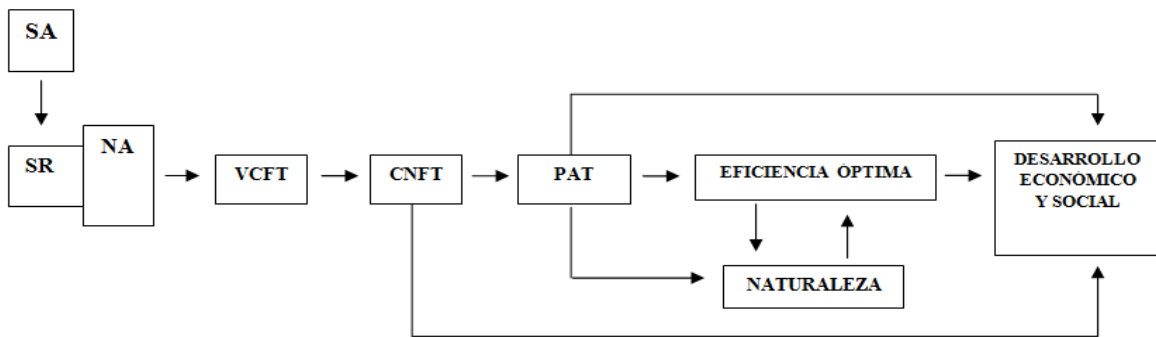 SA
SR
NA
VCFT
CNFT
PAT
EFICIENCIA ÓPTIMA
DESARROLLO
ECONÓMICO
Y SOCIAL
NATURALEZA